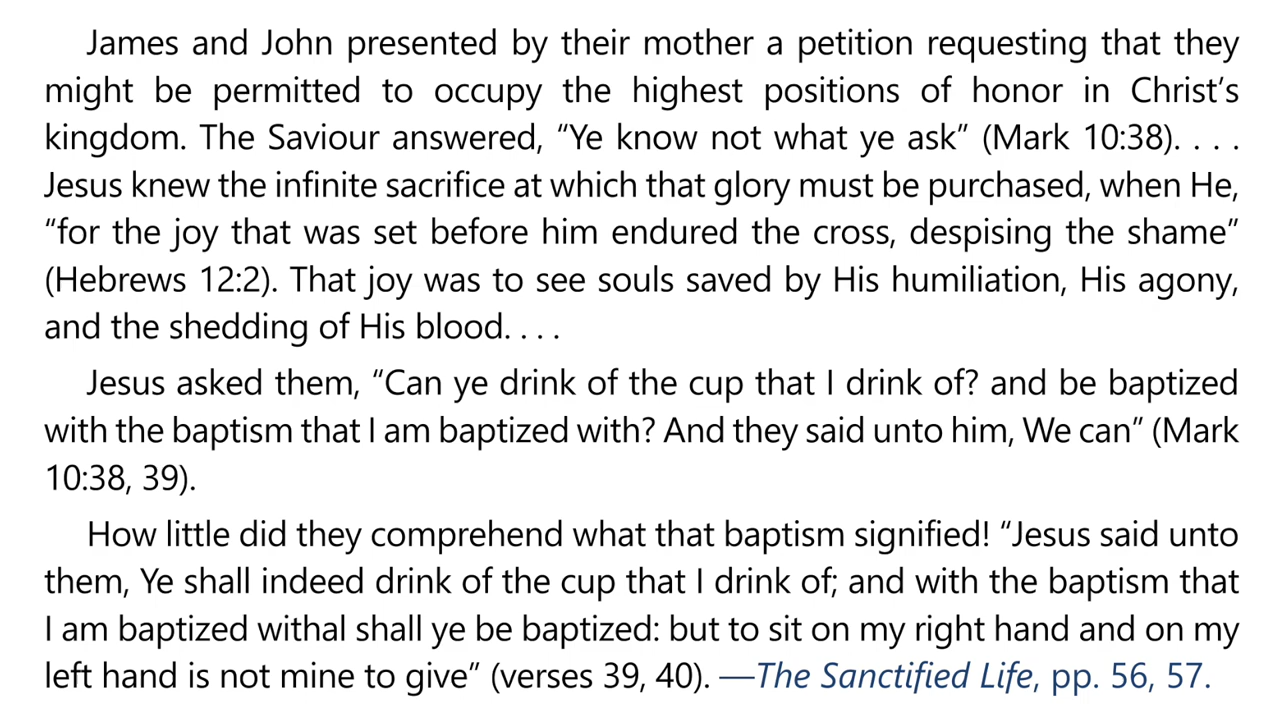 James and John presented by their mother a petition requesting that they
might be permitted to occupy the highest positions of honor in Christ’s
kingdom. The Saviour answered, “Ye know not what ye ask” (Mark 10:38). . . .
Jesus knew the infinite sacrifice at which that glory must be purchased, when He,
“for the joy that was set before him endured the cross, despising the shame”
(Hebrews 12:2). That joy was to see souls saved by His humiliation, His agony,
and the shedding of His blood. . . .
Jesus asked them, “Can ye drink of the cup that I drink of? and be baptized
with the baptism that I am baptized with? And they said unto him, We can” (Mark
10:38, 39).
How little did they comprehend what that baptism signified! “Jesus said unto
them, Ye shall indeed drink of the cup that I drink of; and with the baptism that
I am baptized withal shall ye be baptized: but to sit on my right hand and on my
left hand is not mine to give” (verses 39, 40). —The Sanctified Life, pp. 56, 57.